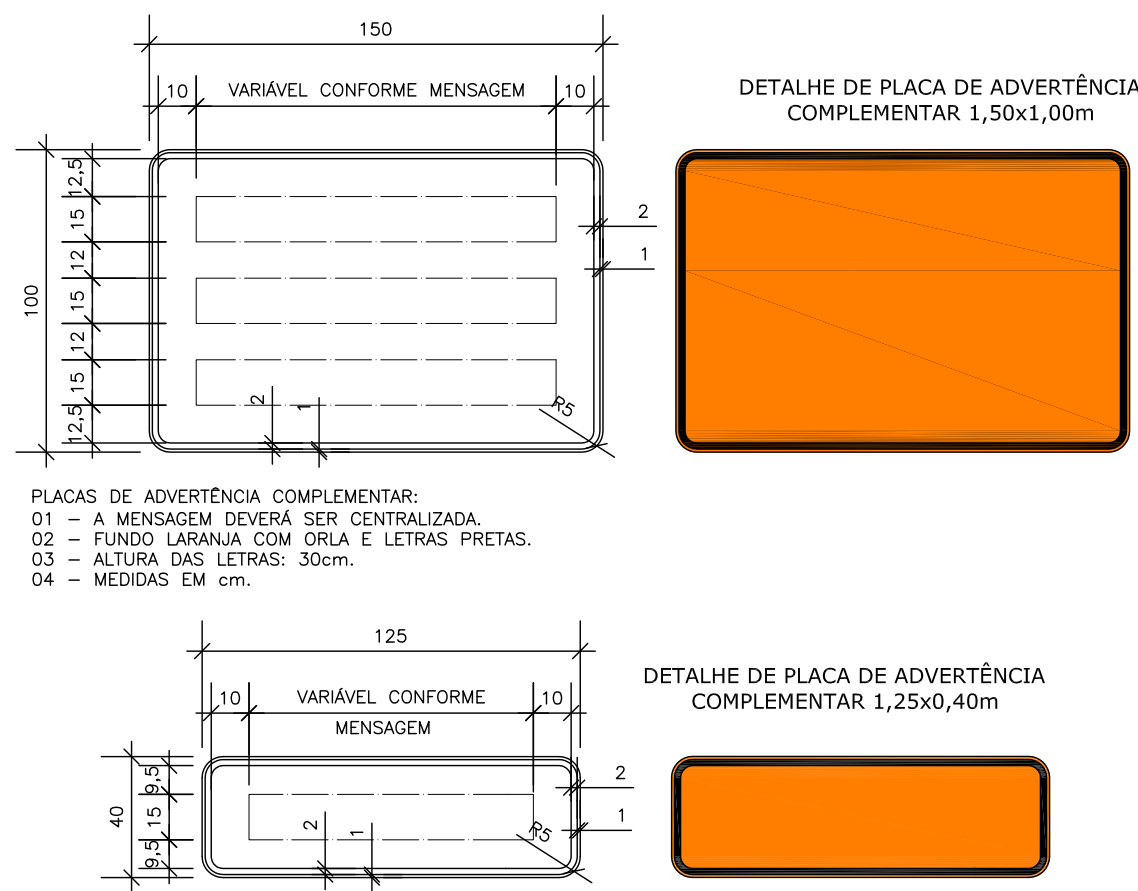 150
10
VARIÁVEL CONFORME MENSAGEM
10
DETALHE DE PLACA DE ADVERTÊNCIA
COMPLEMENTAR 1,50x1,00m
100
12,5
15
12
15
12
15
12,5
2
1
2
1
R5
PLACAS DE ADVERTÊNCIA COMPLEMENTAR:
01 – A MENSAGEM DEVERÁ SER CENTRALIZADA.
02 – FUNDO LARANJA COM ORLA E LETRAS PRETAS.
03 – ALTURA DAS LETRAS: 30cm.
04 – MEDIDAS EM cm.
125
10
VARIÁVEL CONFORME
MENSAGEM
10
DETALHE DE PLACA DE ADVERTÊNCIA
COMPLEMENTAR 1,25x0,40m
40
9,5
15
9,5
2
1
2
1
R5